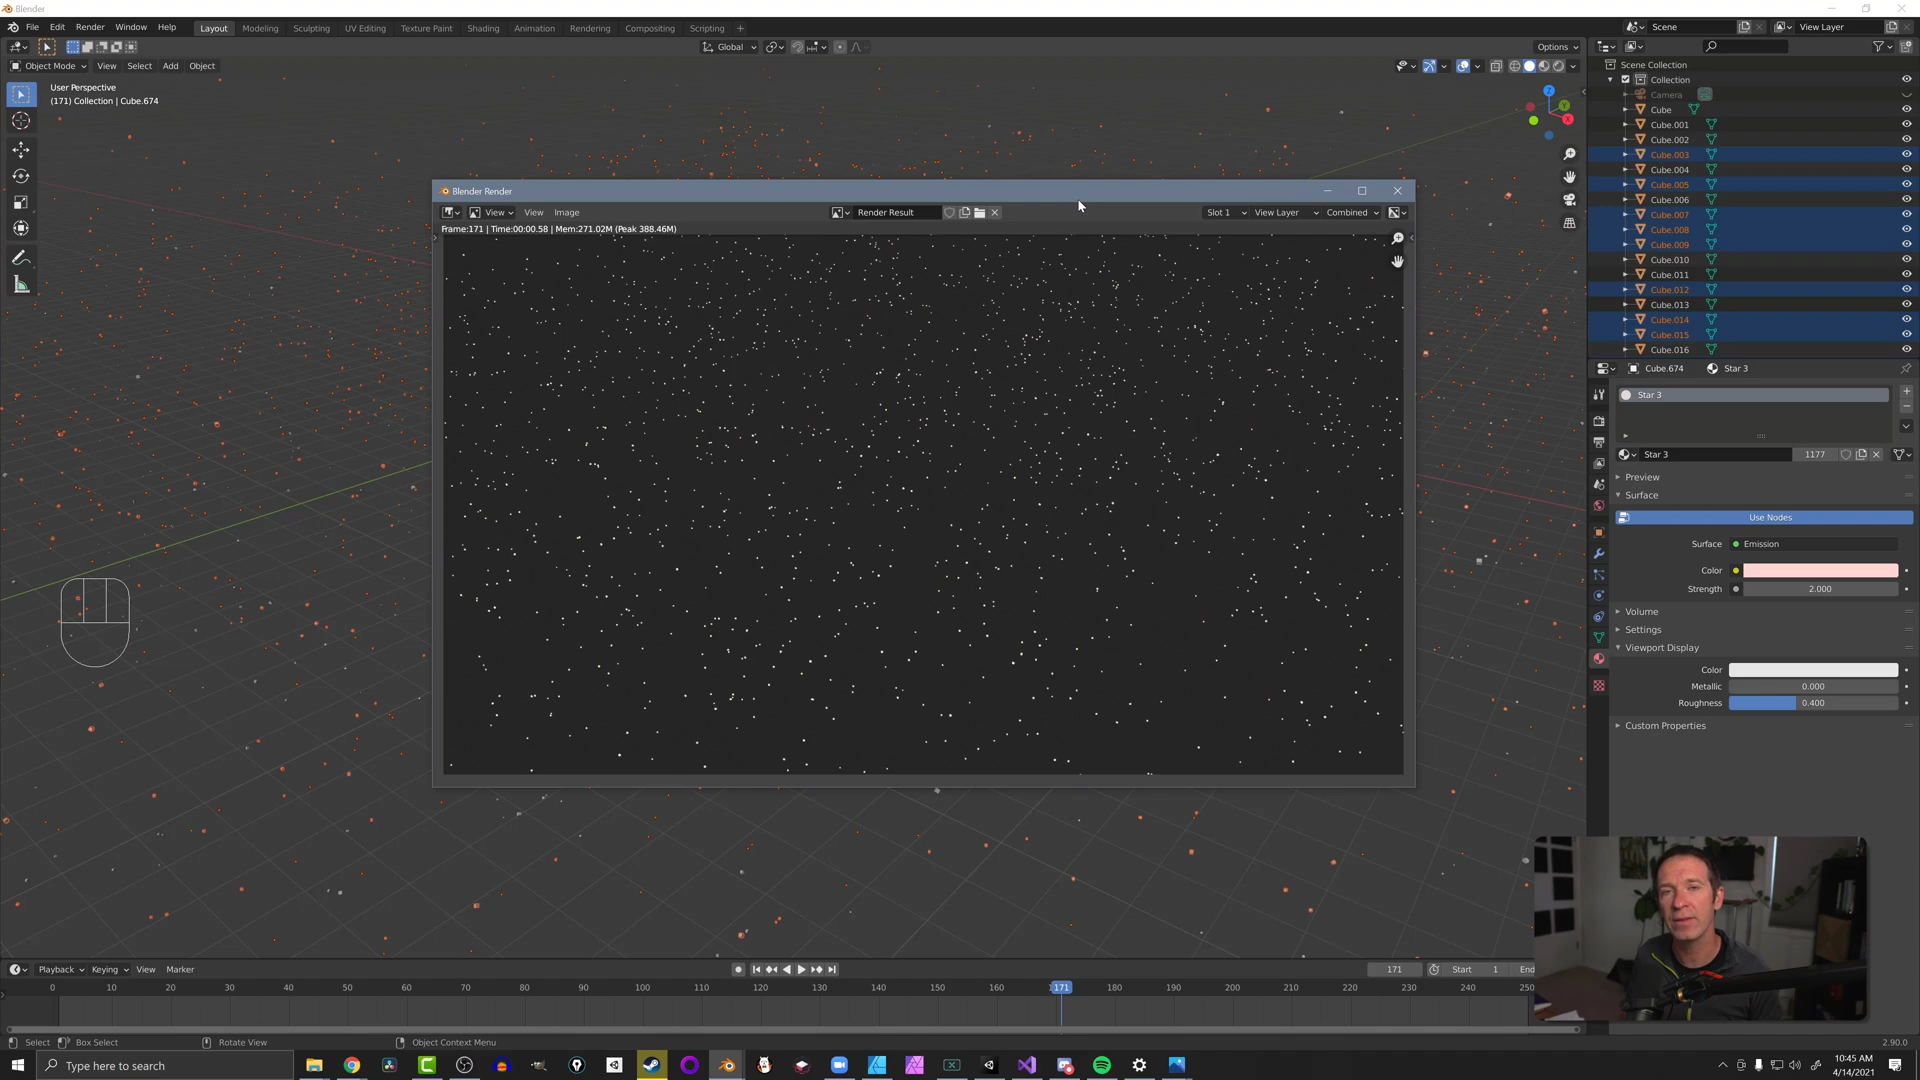 Blender
File Edit Render Window Help Layout Modeling Sculpting UV Editing Texture Paint Shading Animation Rendering Compositing Scripting + Scene View Layer
Global Options
Object Mode View Select Add Object
User Perspective
(171) Collection | Cube.674
Scene Collection
Collection
Camera
Cube
Cube.001
Cube.002
Cube.003
Cube.004
Cube.005
Cube.006
Cube.007
Cube.008
Cube.009
Cube.010
Cube.011
Cube.012
Cube.013
Cube.014
Cube.015
Cube.016
Blender Render
View View Image Render Result Slot 1 View Layer Combined
Frame:171 | Time:00:00.58 | Mem:271.02M (Peak 388.46M)
Cube.674 Star 3
Star 3
Star 3 1177
Preview
Surface
Use Nodes
Surface Emission
Color
Strength 2.000
Volume
Settings
Viewport Display
Color
Metallic 0.000
Roughness 0.400
Custom Properties
Playback Keying View Marker 171 Start 1 End
0 10 20 30 40 50 60 70 80 90 100 110 120 130 140 150 160 171 180 190 200 210 220 230 240 250
Select Box Select Rotate View Object Context Menu 2.90.0
Type here to search
10:45 AM
4/14/2021